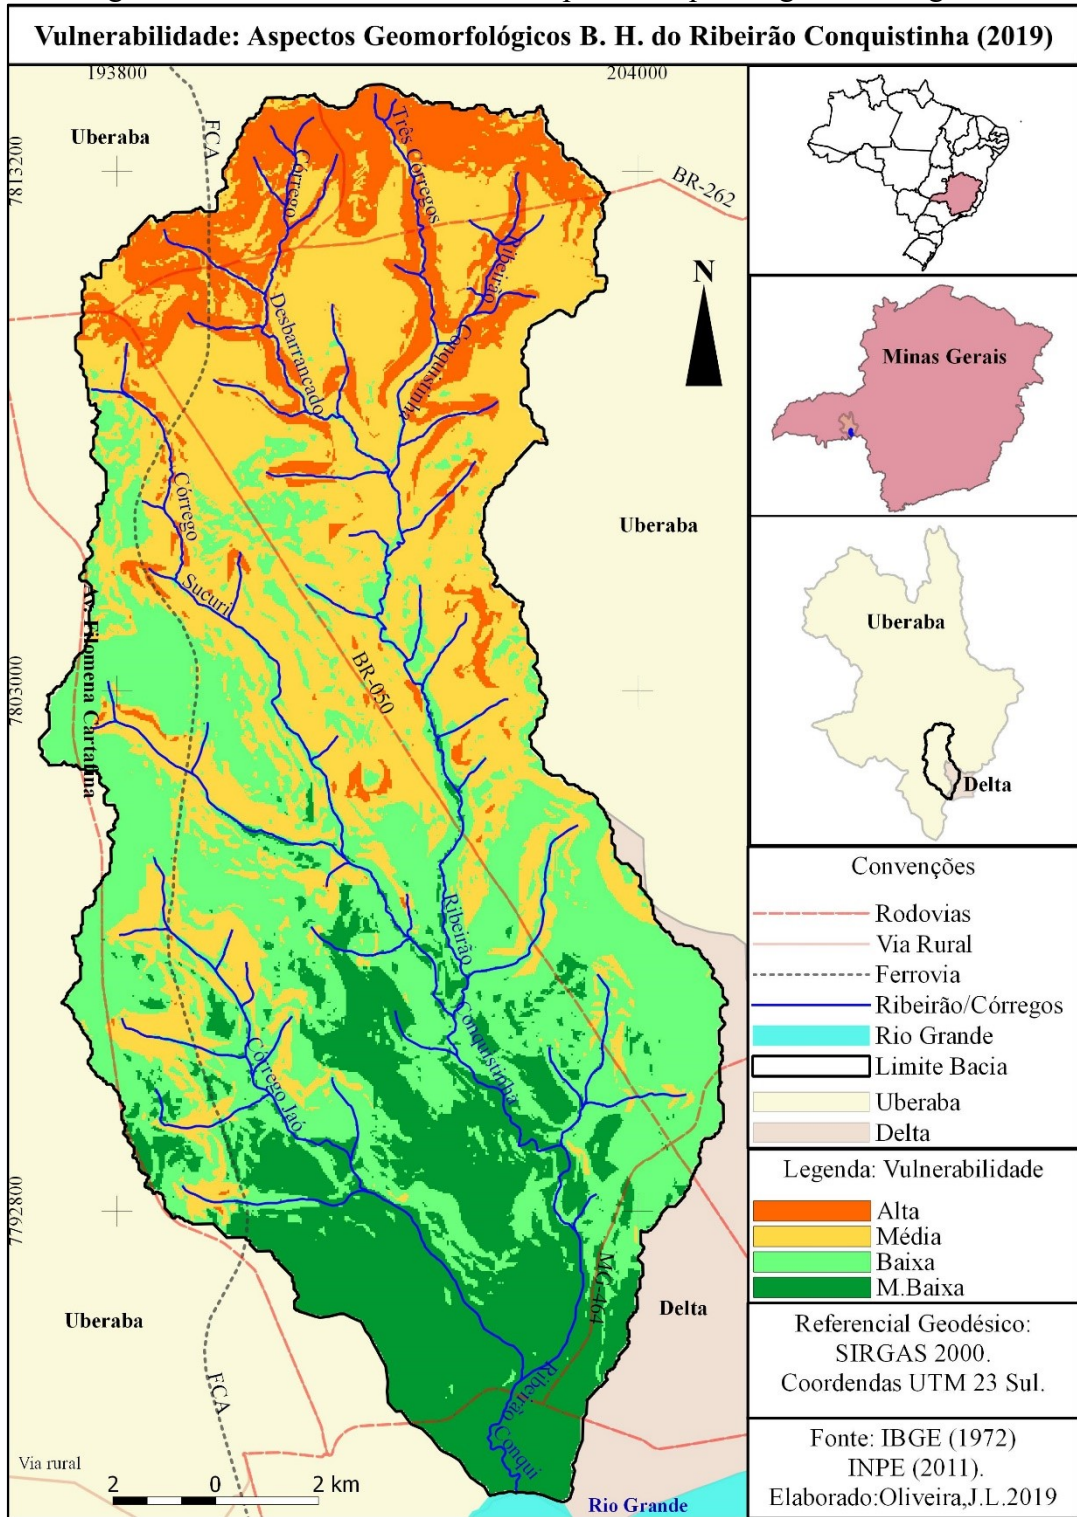 Vulnerabilidade: Aspectos Geomorfológicos B. H. do Ribeirão Conquistinha (2019)
193800
204000
Uberaba
FCA
Três Córregos
Córrego
7813200
BR-262
Ribeirão
N
Desbarrancado
Conquistinha
Córrego
Uberaba
Sucuri
Av. Filomena Cartafina
BR-050
7803000
Ribeirão
Conquistinha
Córrego Jaó
7792800
MG-464
Uberaba
Delta
FCA
Ribeirão Conqui
Via rural
2 0 2 km
Rio Grande
Minas Gerais
Uberaba
Delta
Convenções
Rodovias
Via Rural
Ferrovia
Ribeirão/Córregos
Rio Grande
Limite Bacia
Uberaba
Delta
Legenda: Vulnerabilidade
Alta
Média
Baixa
M.Baixa
Referencial Geodésico:
SIRGAS 2000.
Coordendas UTM 23 Sul.
Fonte: IBGE (1972)
INPE (2011).
Elaborado:Oliveira,J.L.2019